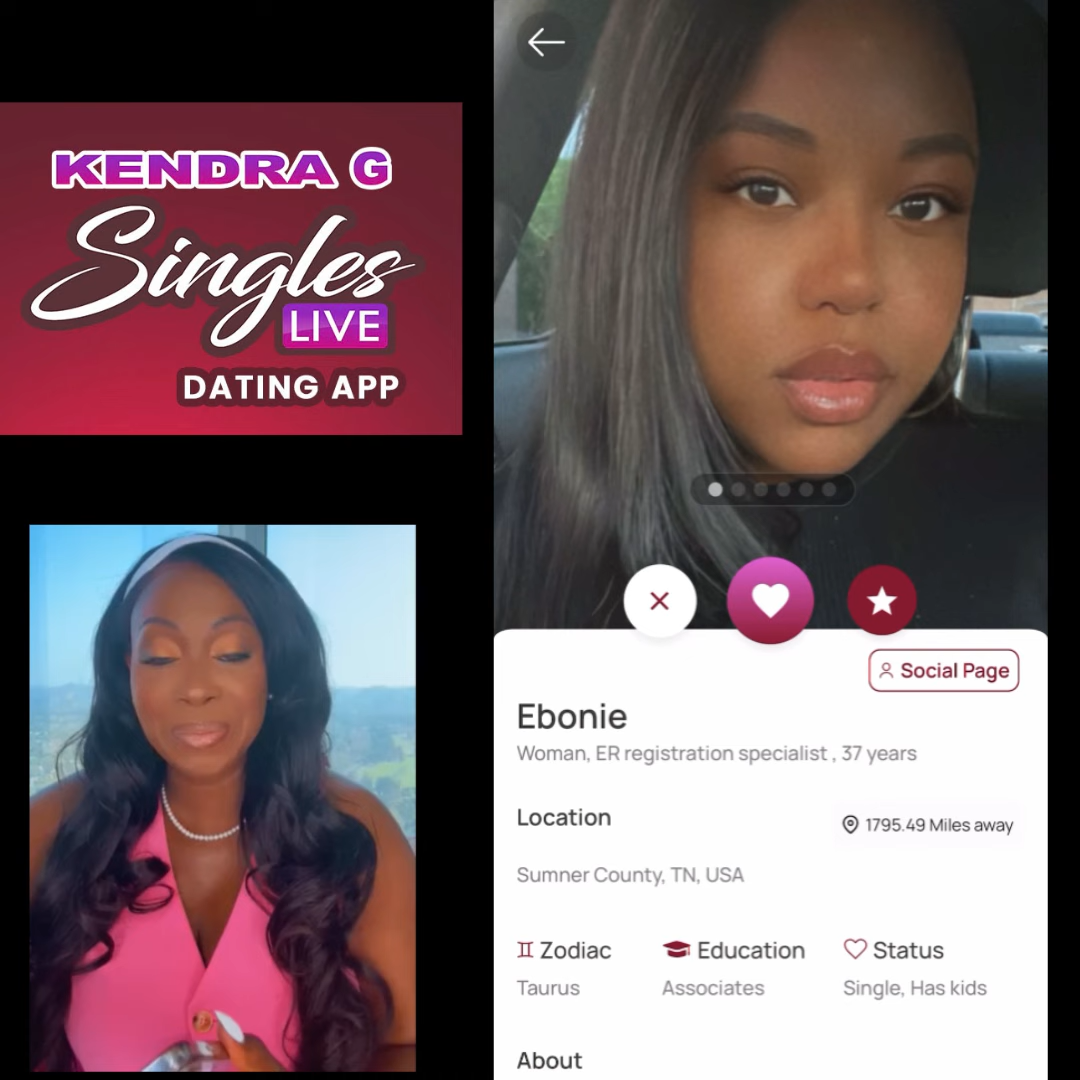 KENDRA G
Singles
LIVE
DATING APP
Social Page
Ebonie
Woman, ER registration specialist , 37 years
Location
1795.49 Miles away
Sumner County, TN, USA
Zodiac
Education
Status
Taurus
Associates
Single, Has kids
About